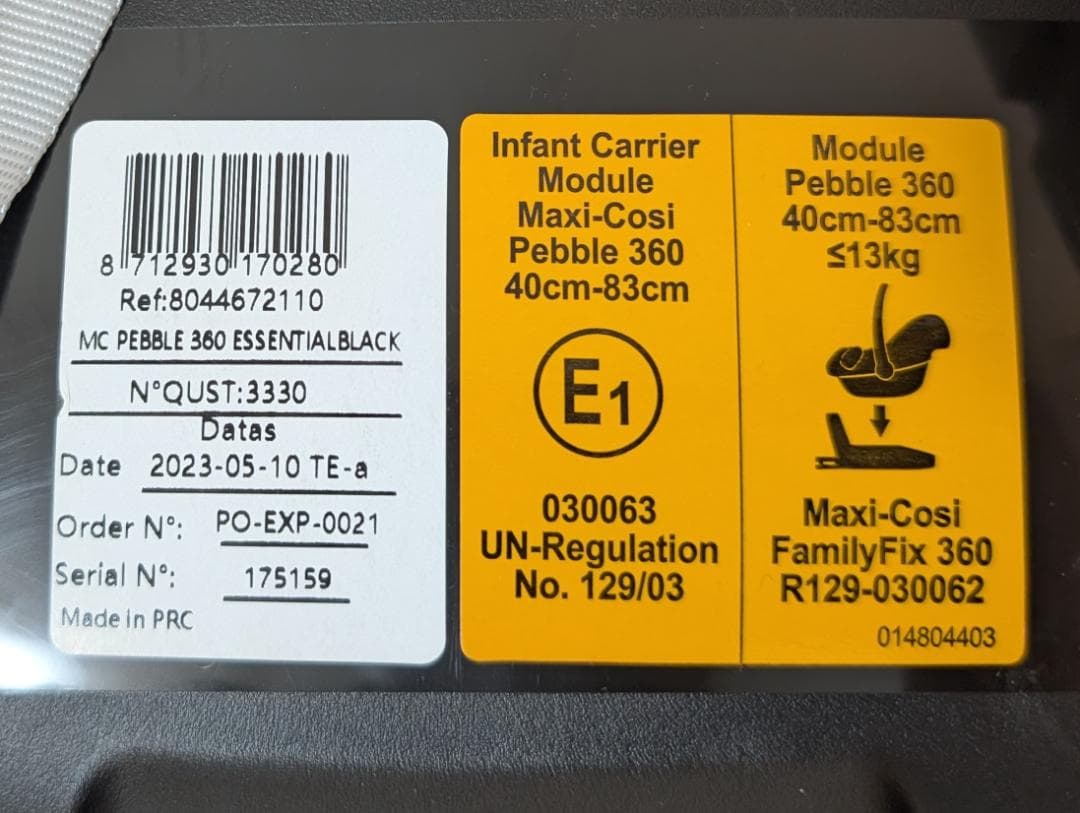 8 712930 170280
Ref:8044672110
MC PEBBLE 360 ESSENTIALBLACK
N°QUST:3330
Datas
Date 2023-05-10 TE-a
Order N°: PO-EXP-0021
Serial N°: 175159
Made in PRC
Infant Carrier
Module
Maxi-Cosi
Pebble 360
40cm-83cm
E1
030063
UN-Regulation
No. 129/03
Module
Pebble 360
40cm-83cm
≤13kg
Maxi-Cosi
FamilyFix 360
R129-030062
014804403